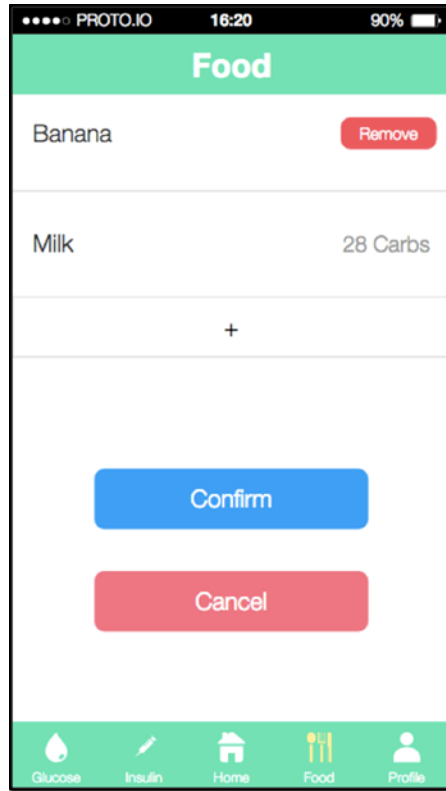 PROTO.IO 16:20 90%
Food
Banana Remove
Milk 28 Carbs
+
Confirm
Cancel
Glucose Insulin Home Food Profile